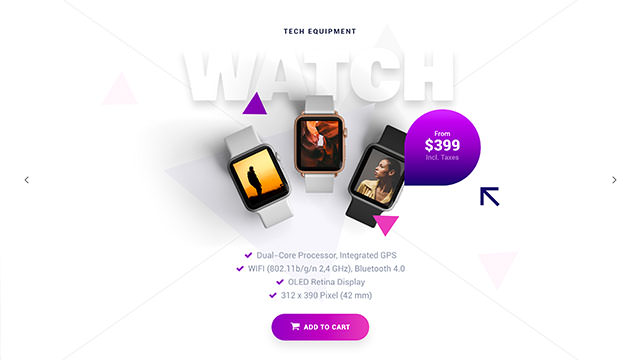 TECH EQUIPMENT
WATCH
From
$399
Incl. Taxes
Dual-Core Processor, Integrated GPS
WIFI (802.11b/g/n 2,4 GHz), Bluetooth 4.0
OLED Retina Display
312 x 390 Pixel (42 mm)
ADD TO CART